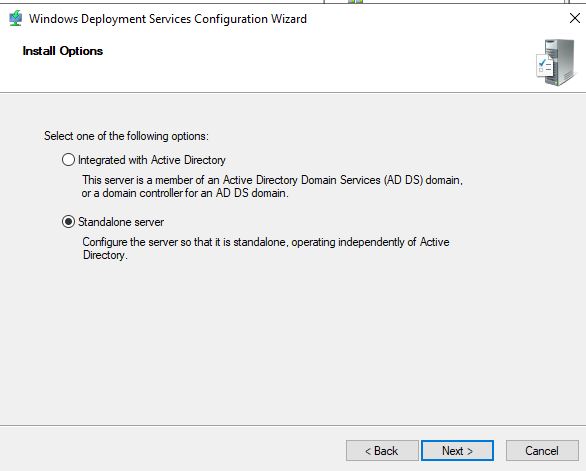 Windows Deployment Services Configuration Wizard
Install Options
Select one of the following options:
Integrated with Active Directory
This server is a member of an Active Directory Domain Services (AD DS) domain,
or a domain controller for an AD DS domain.
Standalone server
Configure the server so that it is standalone, operating independently of Active
Directory.
< Back Next > Cancel